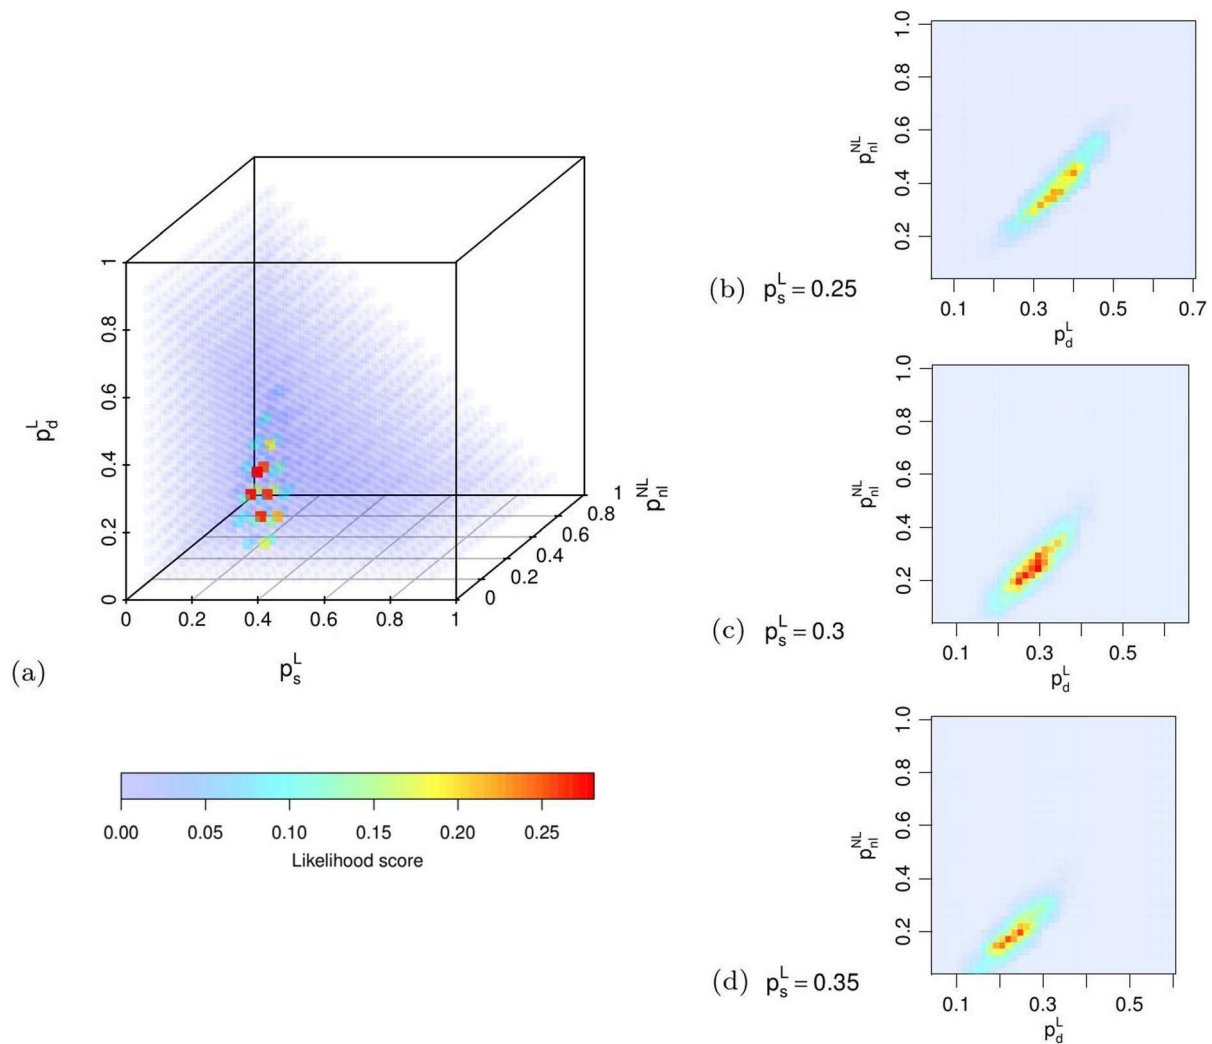 1
0.8
0.6
0.4
0.2
0
p_d^L
0 0.2 0.4 0.6 0.8 1
p_s^L
0
0.2
0.4
0.6
0.8
1
p_nl^NL
(a)
0.00 0.05 0.10 0.15 0.20 0.25
Likelihood score
1.0
0.8
0.6
0.4
0.2
p_nl^NL
0.1 0.3 0.5 0.7
p_d^L
(b) p_s^L = 0.25
1.0
0.8
0.6
0.4
0.2
p_nl^NL
0.1 0.3 0.5
p_d^L
(c) p_s^L = 0.3
1.0
0.8
0.6
0.4
0.2
p_nl^NL
0.1 0.3 0.5
p_d^L
(d) p_s^L = 0.35